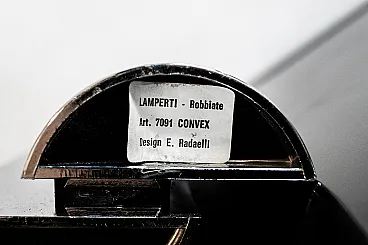 LAMPERTI - Robbiate
Art. 7091 CONVEX
Design E. Radaelli